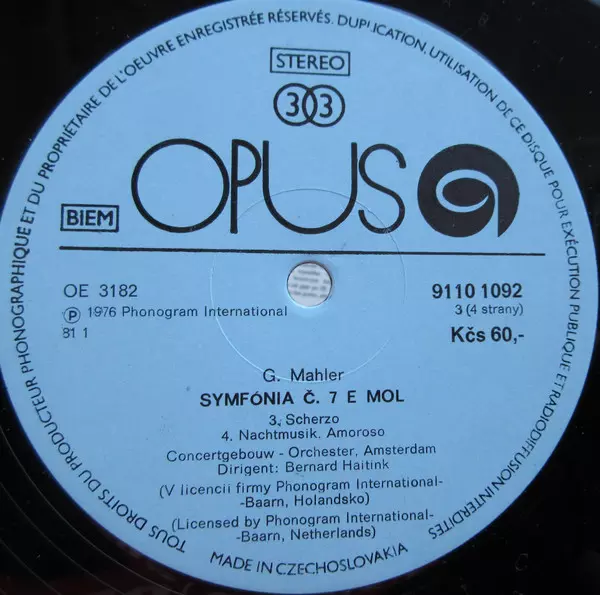 TOUS DROITS DU PRODUCTEUR PHONOGRAPHIQUE ET DU PROPRIÉTAIRE DE L'OEUVRE ENREGISTRÉE RÉSERVÉS. DUPLICATION, UTILISATION DE CE DISQUE POUR EXÉCUTION PUBLIQUE ET RADIODIFFUSION INTERDITES
STEREO
33
OPUS
BIEM
OE 3182
9110 1092
Ⓟ 1976 Phonogram International
3 (4 strany)
81 1
Kčs 60,-
G. Mahler
SYMFÓNIA Č. 7 E MOL
3. Scherzo
4. Nachtmusik. Amoroso
Concertgebouw - Orchester, Amsterdam
Dirigent: Bernard Haitink
(V licencii firmy Phonogram International-
-Baarn, Holandsko)
(Licensed by Phonogram International-
-Baarn, Netherlands)
MADE IN CZECHOSLOVAKIA